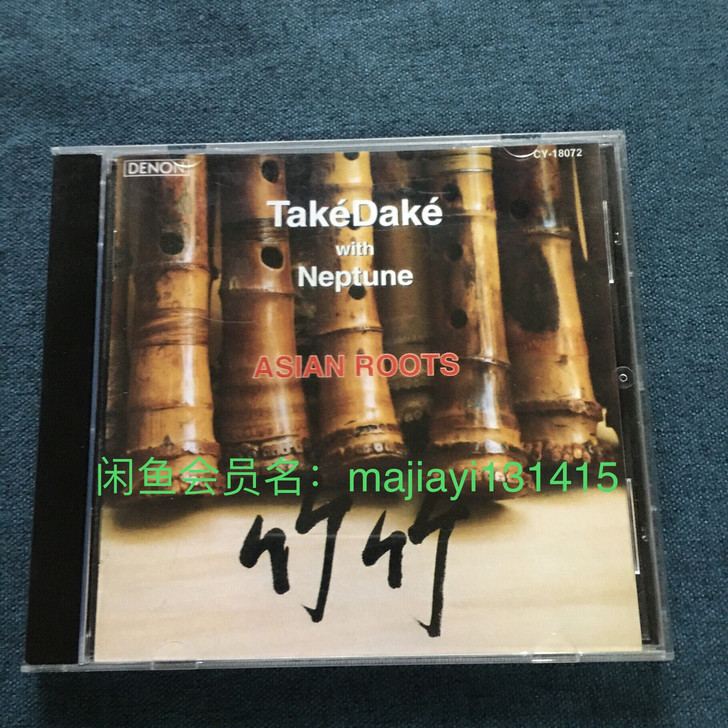 DENON
CY-18072
TakéDaké
with
Neptune
ASIAN ROOTS
闲鱼会员名：majiayi131415
竹竹